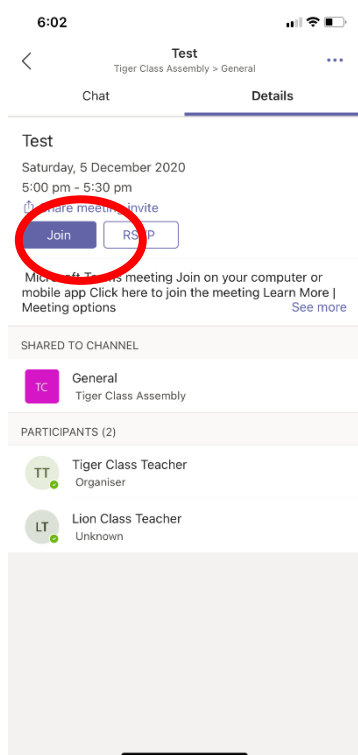 6:02
Test
Tiger Class Assembly > General
Chat
Details
Test
Saturday, 5 December 2020
5:00 pm - 5:30 pm
Share meeting invite
Join
RSVP
Microsoft Teams meeting Join on your computer or
mobile app Click here to join the meeting Learn More |
Meeting options
See more
SHARED TO CHANNEL
TC
General
Tiger Class Assembly
PARTICIPANTS (2)
TT
Tiger Class Teacher
Organiser
LT
Lion Class Teacher
Unknown